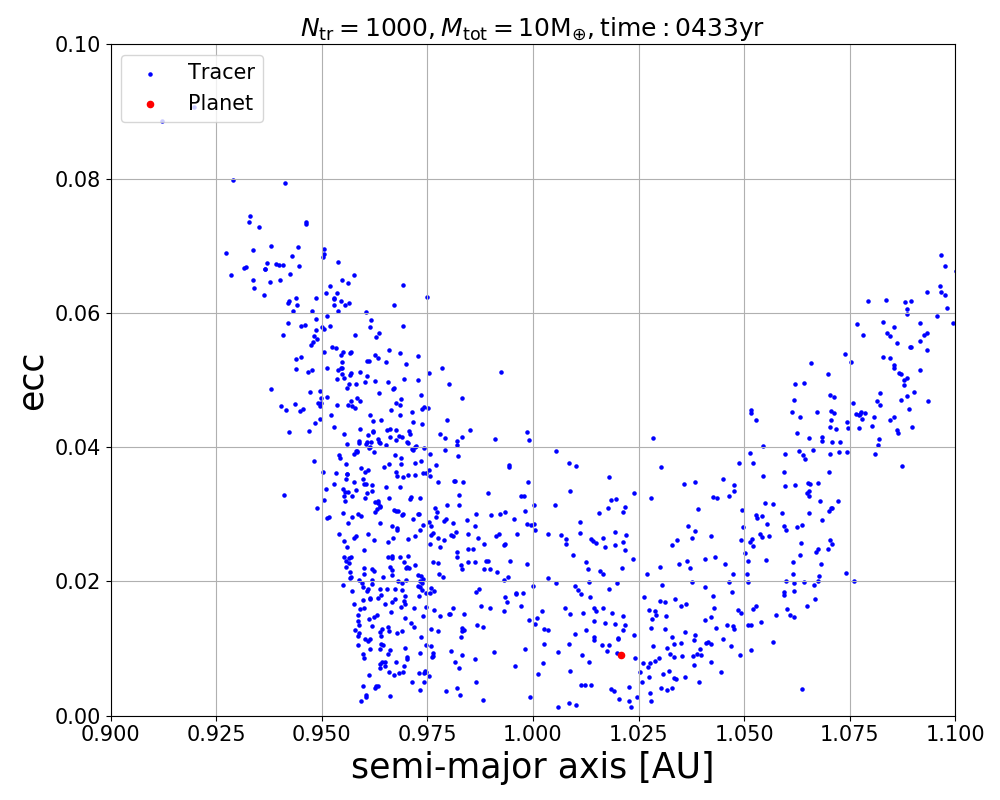 N_tr = 1000, M_tot = 10M_⊕, time : 0433yr
Tracer
Planet
0.10
0.08
0.06
0.04
0.02
0.00
ecc
0.900 0.925 0.950 0.975 1.000 1.025 1.050 1.075 1.100
semi-major axis [AU]